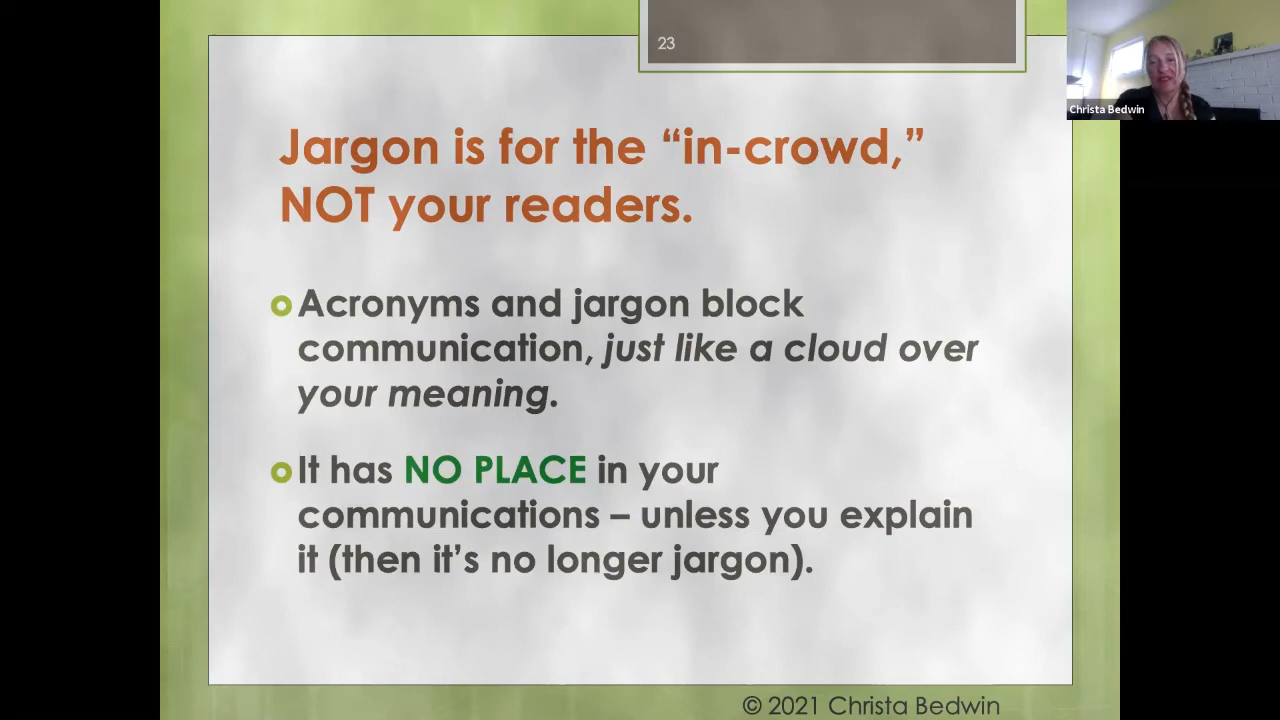 23
Christa Bedwin
Jargon is for the “in-crowd,”
NOT your readers.
Acronyms and jargon block
communication, just like a cloud over
your meaning.
It has NO PLACE in your
communications – unless you explain
it (then it’s no longer jargon).
© 2021 Christa Bedwin